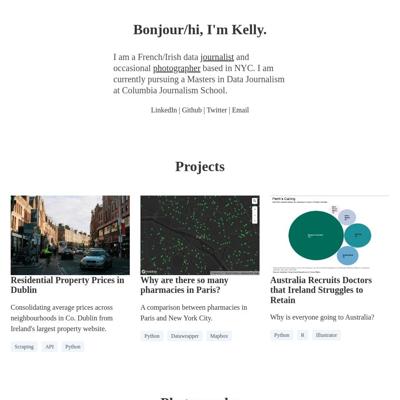 Bonjour/hi, I'm Kelly.
I am a French/Irish data journalist and
occasional photographer based in NYC. I am
currently pursuing a Masters in Data Journalism
at Columbia Journalism School.
LinkedIn | Github | Twitter | Email
Projects
Residential Property Prices in
Dublin
Consolidating average prices across
neighbourhoods in Co. Dublin from
Ireland's largest property website.
Scraping API Python
Why are there so many
pharmacies in Paris?
A comparison between pharmacies in
Paris and New York City.
Python Datawrapper Mapbox
Australia Recruits Doctors
that Ireland Struggles to
Retain
Why is everyone going to Australia?
Python R Illustrator